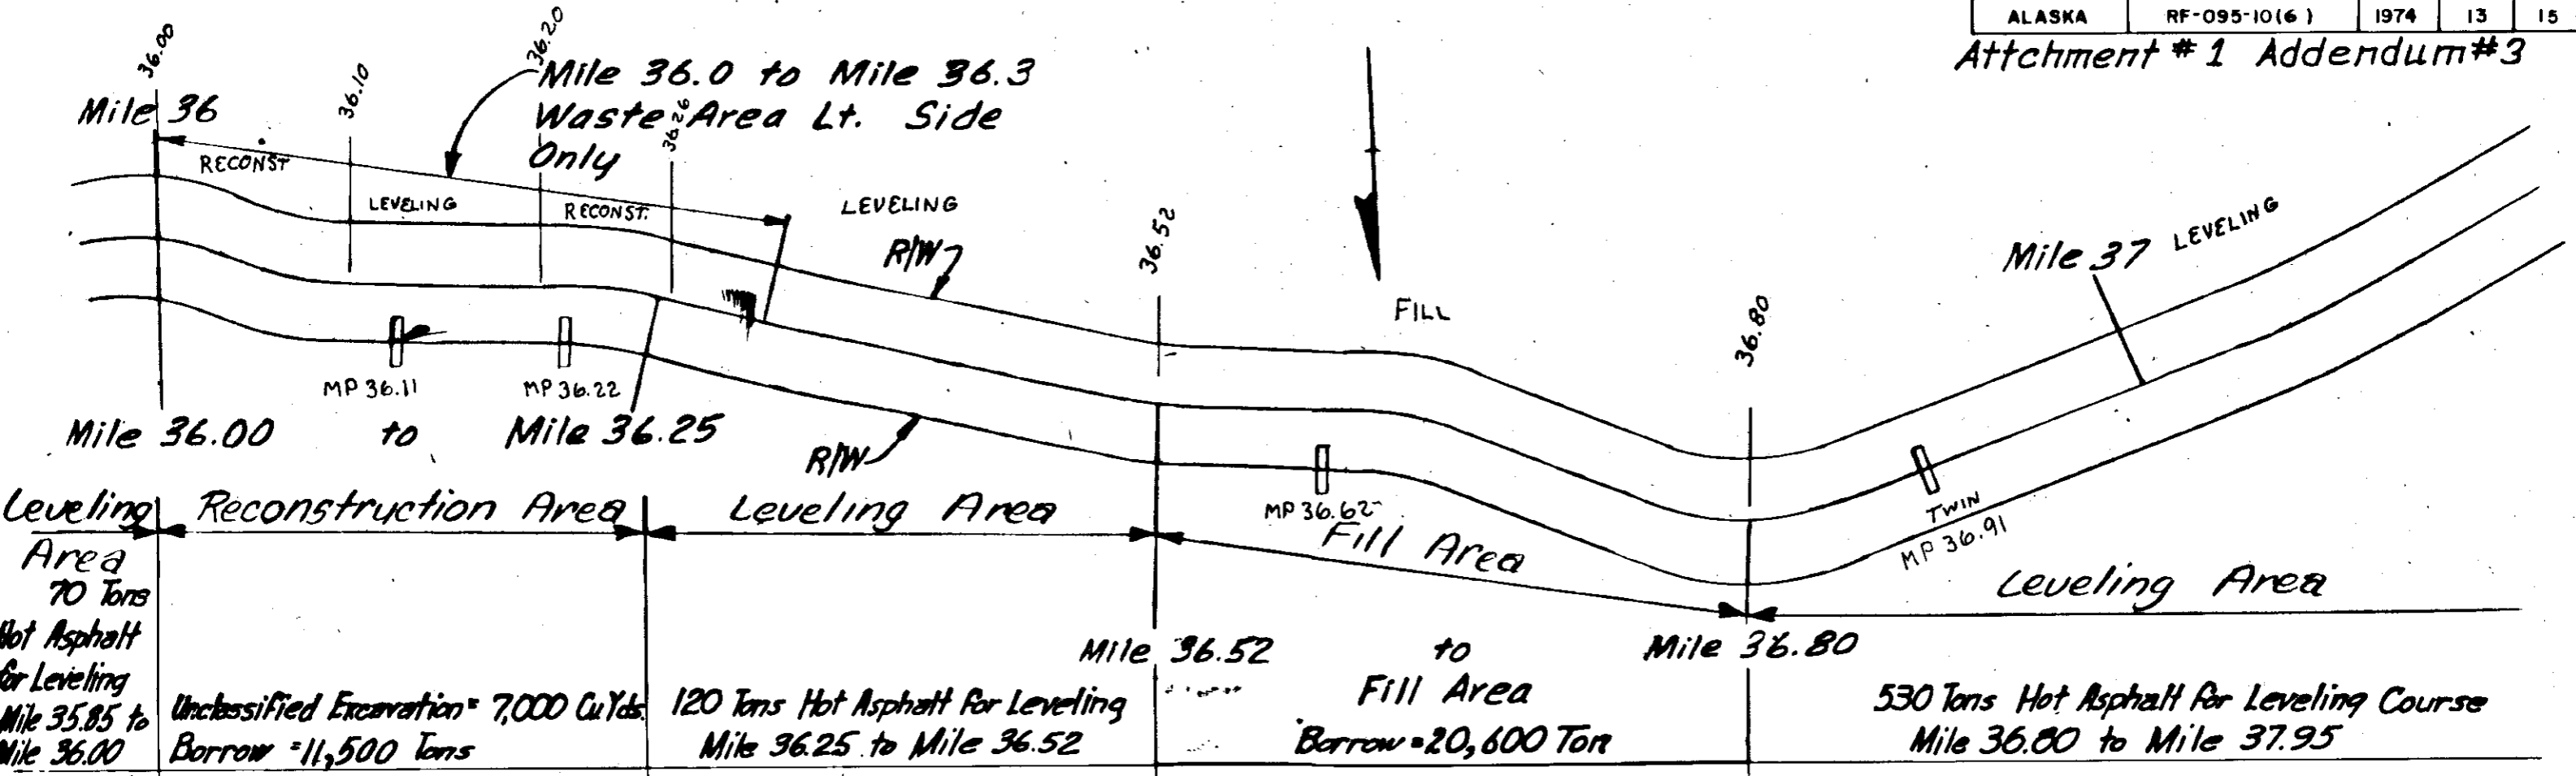 ALASKA RF-095-10(6) 1974 13 15
Attchment #1 Addendum #3
36.00
36.10
36.20
36.26
36.52
36.80
Mile 36
Mile 36.0 to Mile 36.3
Waste Area Lt. Side
Only
RECONST
LEVELING
RECONST.
LEVELING
R/W
FILL
Mile 37 LEVELING
MP 36.11
MP 36.22
Mile 36.00 to Mile 36.25
R/W
MP 36.62
TWIN
MP 36.91
Leveling
Area
Reconstruction Area
Leveling Area
Fill Area
Leveling Area
70 Tons
Hot Asphalt
for Leveling
Mile 35.85 to
Mile 36.00
Unclassified Excavation = 7,000 Cu.Yds.
Borrow = 11,500 Tons
120 Tons Hot Asphalt for Leveling
Mile 36.25 to Mile 36.52
Mile 36.52 to Mile 36.80
Fill Area
Borrow = 20,600 Ton
530 Tons Hot Asphalt for Leveling Course
Mile 36.80 to Mile 37.95